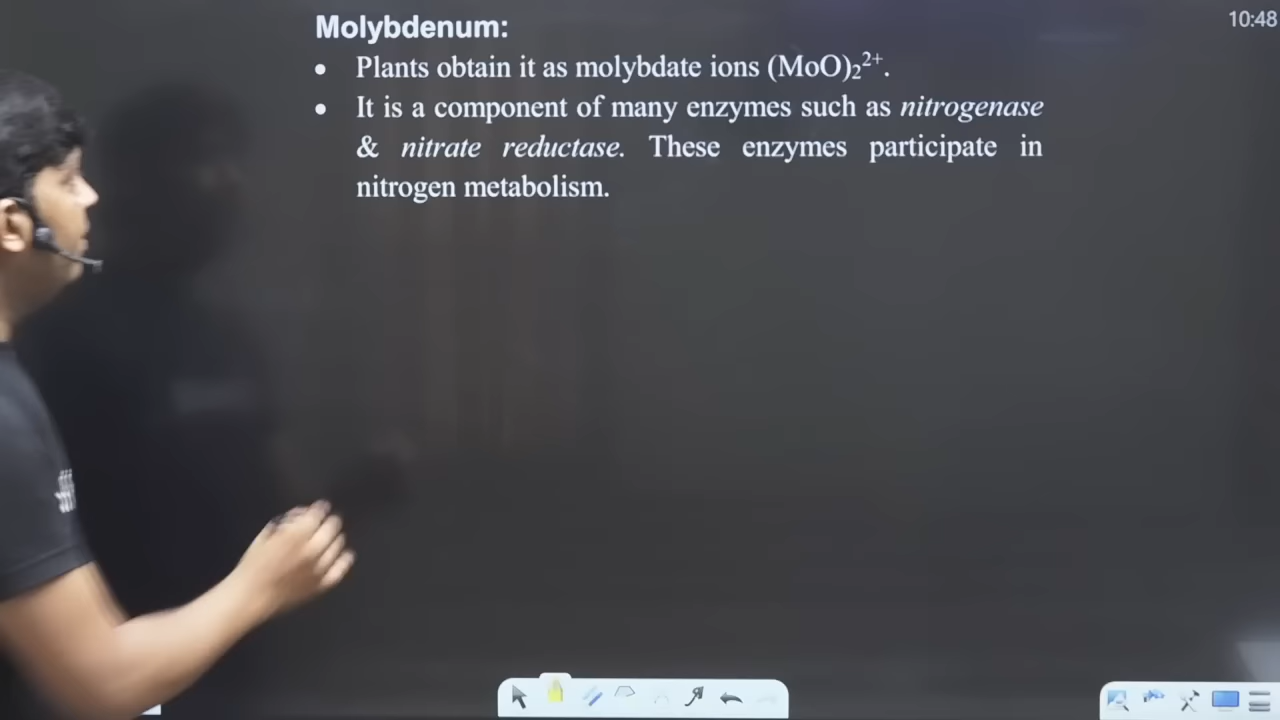 Molybdenum:
10:48
• Plants obtain it as molybdate ions (MoO)₂²⁺.
• It is a component of many enzymes such as nitrogenase
& nitrate reductase. These enzymes participate in
nitrogen metabolism.